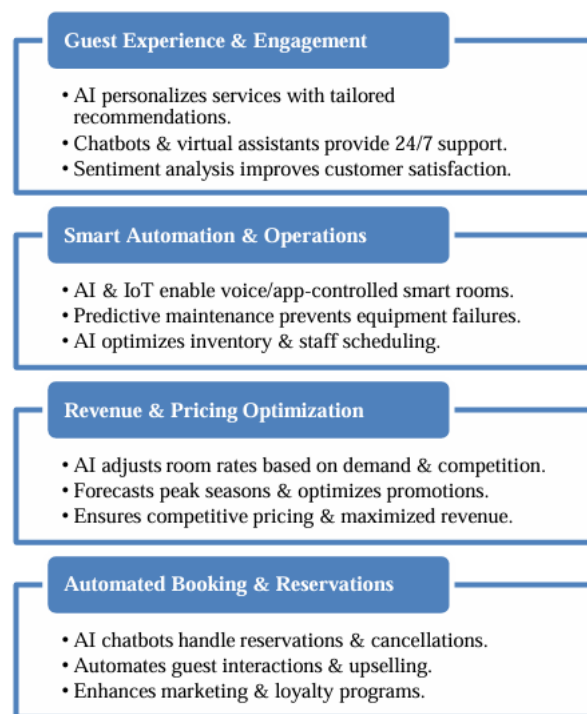 Guest Experience & Engagement
• AI personalizes services with tailored
recommendations.
• Chatbots & virtual assistants provide 24/7 support.
• Sentiment analysis improves customer satisfaction.
Smart Automation & Operations
• AI & IoT enable voice/app-controlled smart rooms.
• Predictive maintenance prevents equipment failures.
• AI optimizes inventory & staff scheduling.
Revenue & Pricing Optimization
• AI adjusts room rates based on demand & competition.
• Forecasts peak seasons & optimizes promotions.
• Ensures competitive pricing & maximized revenue.
Automated Booking & Reservations
• AI chatbots handle reservations & cancellations.
• Automates guest interactions & upselling.
• Enhances marketing & loyalty programs.